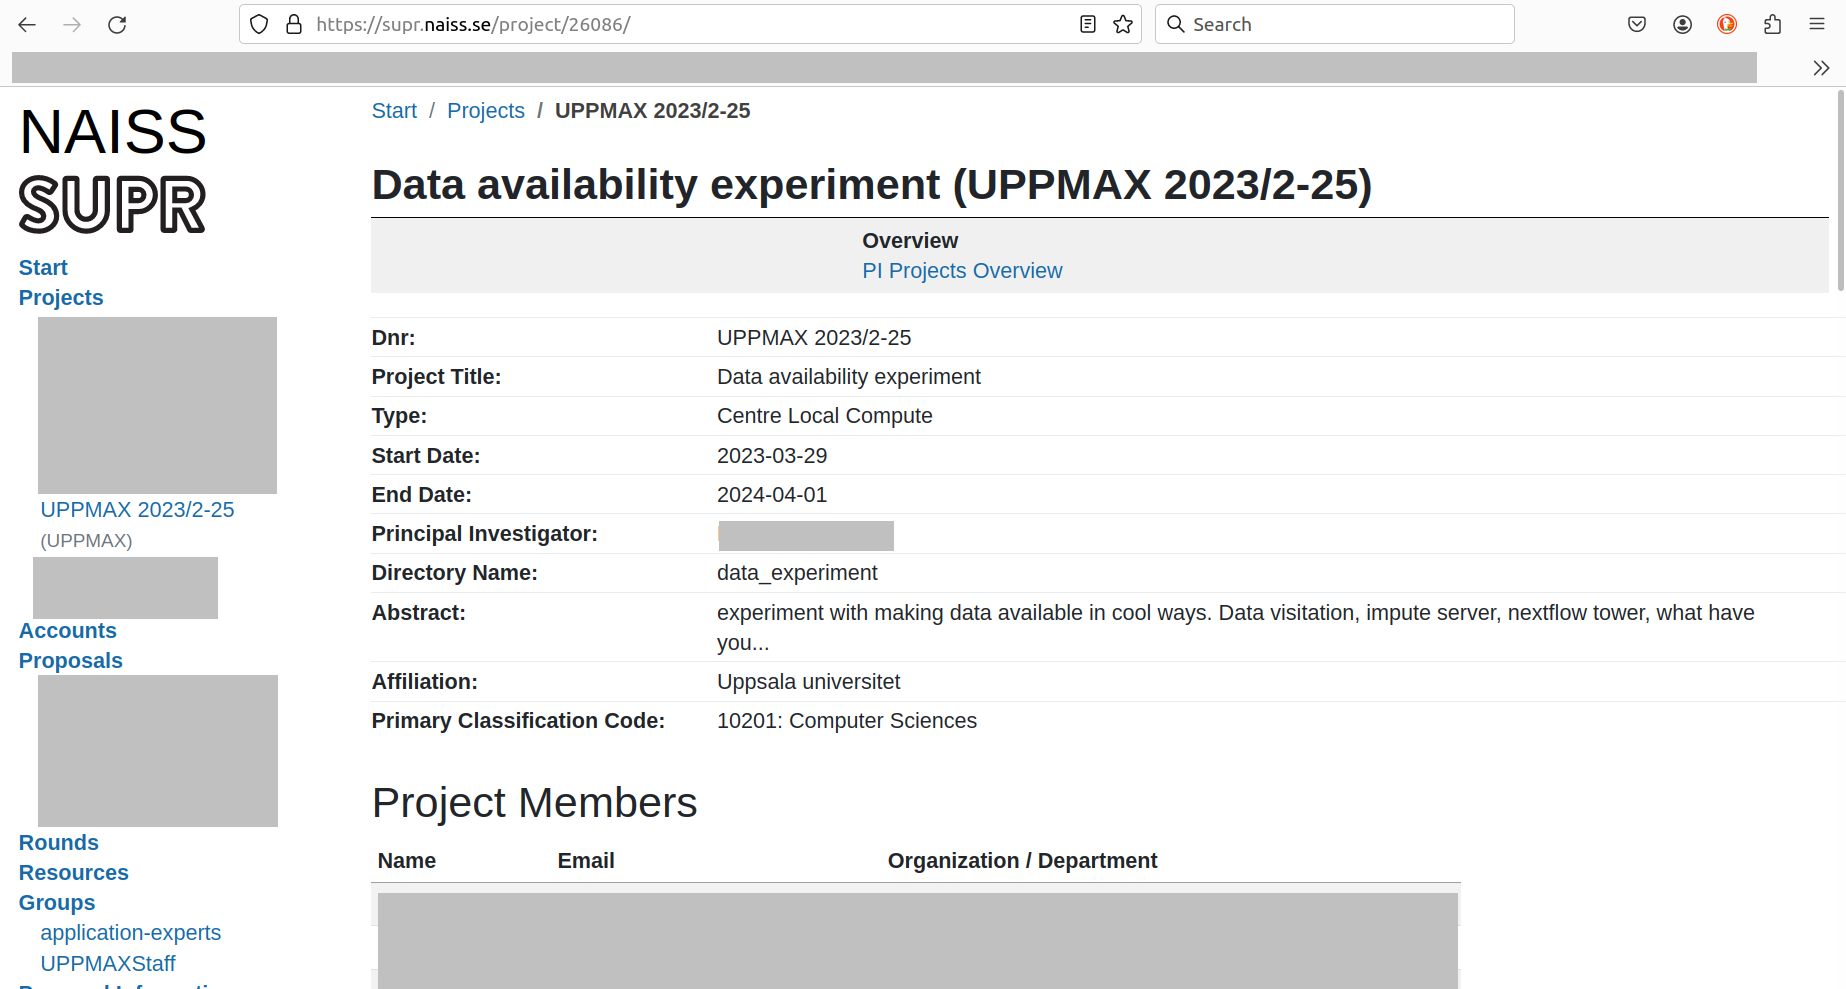 https://supr.naiss.se/project/26086/
Search
NAISS
SUPR
Start
Projects
UPPMAX 2023/2-25
(UPPMAX)
Accounts
Proposals
Rounds
Resources
Groups
application-experts
UPPMAXStaff
Start / Projects / UPPMAX 2023/2-25
Data availability experiment (UPPMAX 2023/2-25)
Overview
PI Projects Overview
Dnr: UPPMAX 2023/2-25
Project Title: Data availability experiment
Type: Centre Local Compute
Start Date: 2023-03-29
End Date: 2024-04-01
Principal Investigator:
Directory Name: data_experiment
Abstract: experiment with making data available in cool ways. Data visitation, impute server, nextflow tower, what have
you...
Affiliation: Uppsala universitet
Primary Classification Code: 10201: Computer Sciences
Project Members
Name Email Organization / Department